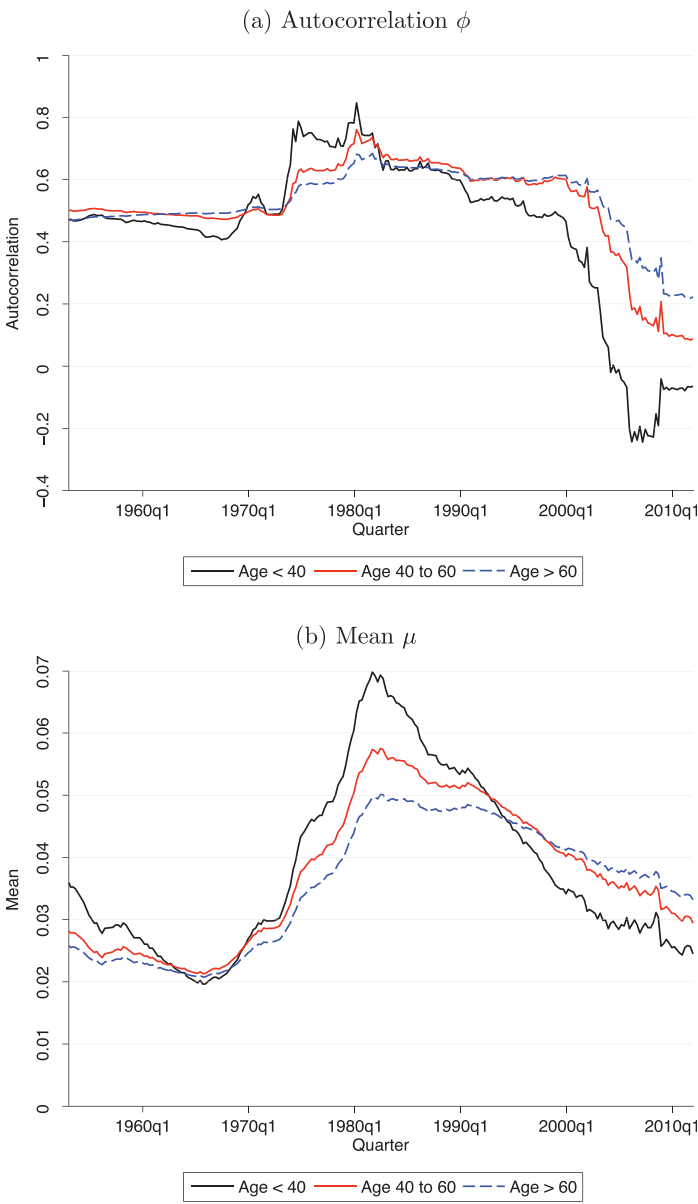 (a) Autocorrelation ϕ
1
0.8
0.6
0.4
0.2
0
−0.2
−0.4
Autocorrelation
1960q1 1970q1 1980q1 1990q1 2000q1 2010q1
Quarter
Age < 40 Age 40 to 60 Age > 60
(b) Mean μ
0.07
0.06
0.05
0.04
0.03
0.02
0.01
0
Mean
1960q1 1970q1 1980q1 1990q1 2000q1 2010q1
Quarter
Age < 40 Age 40 to 60 Age > 60